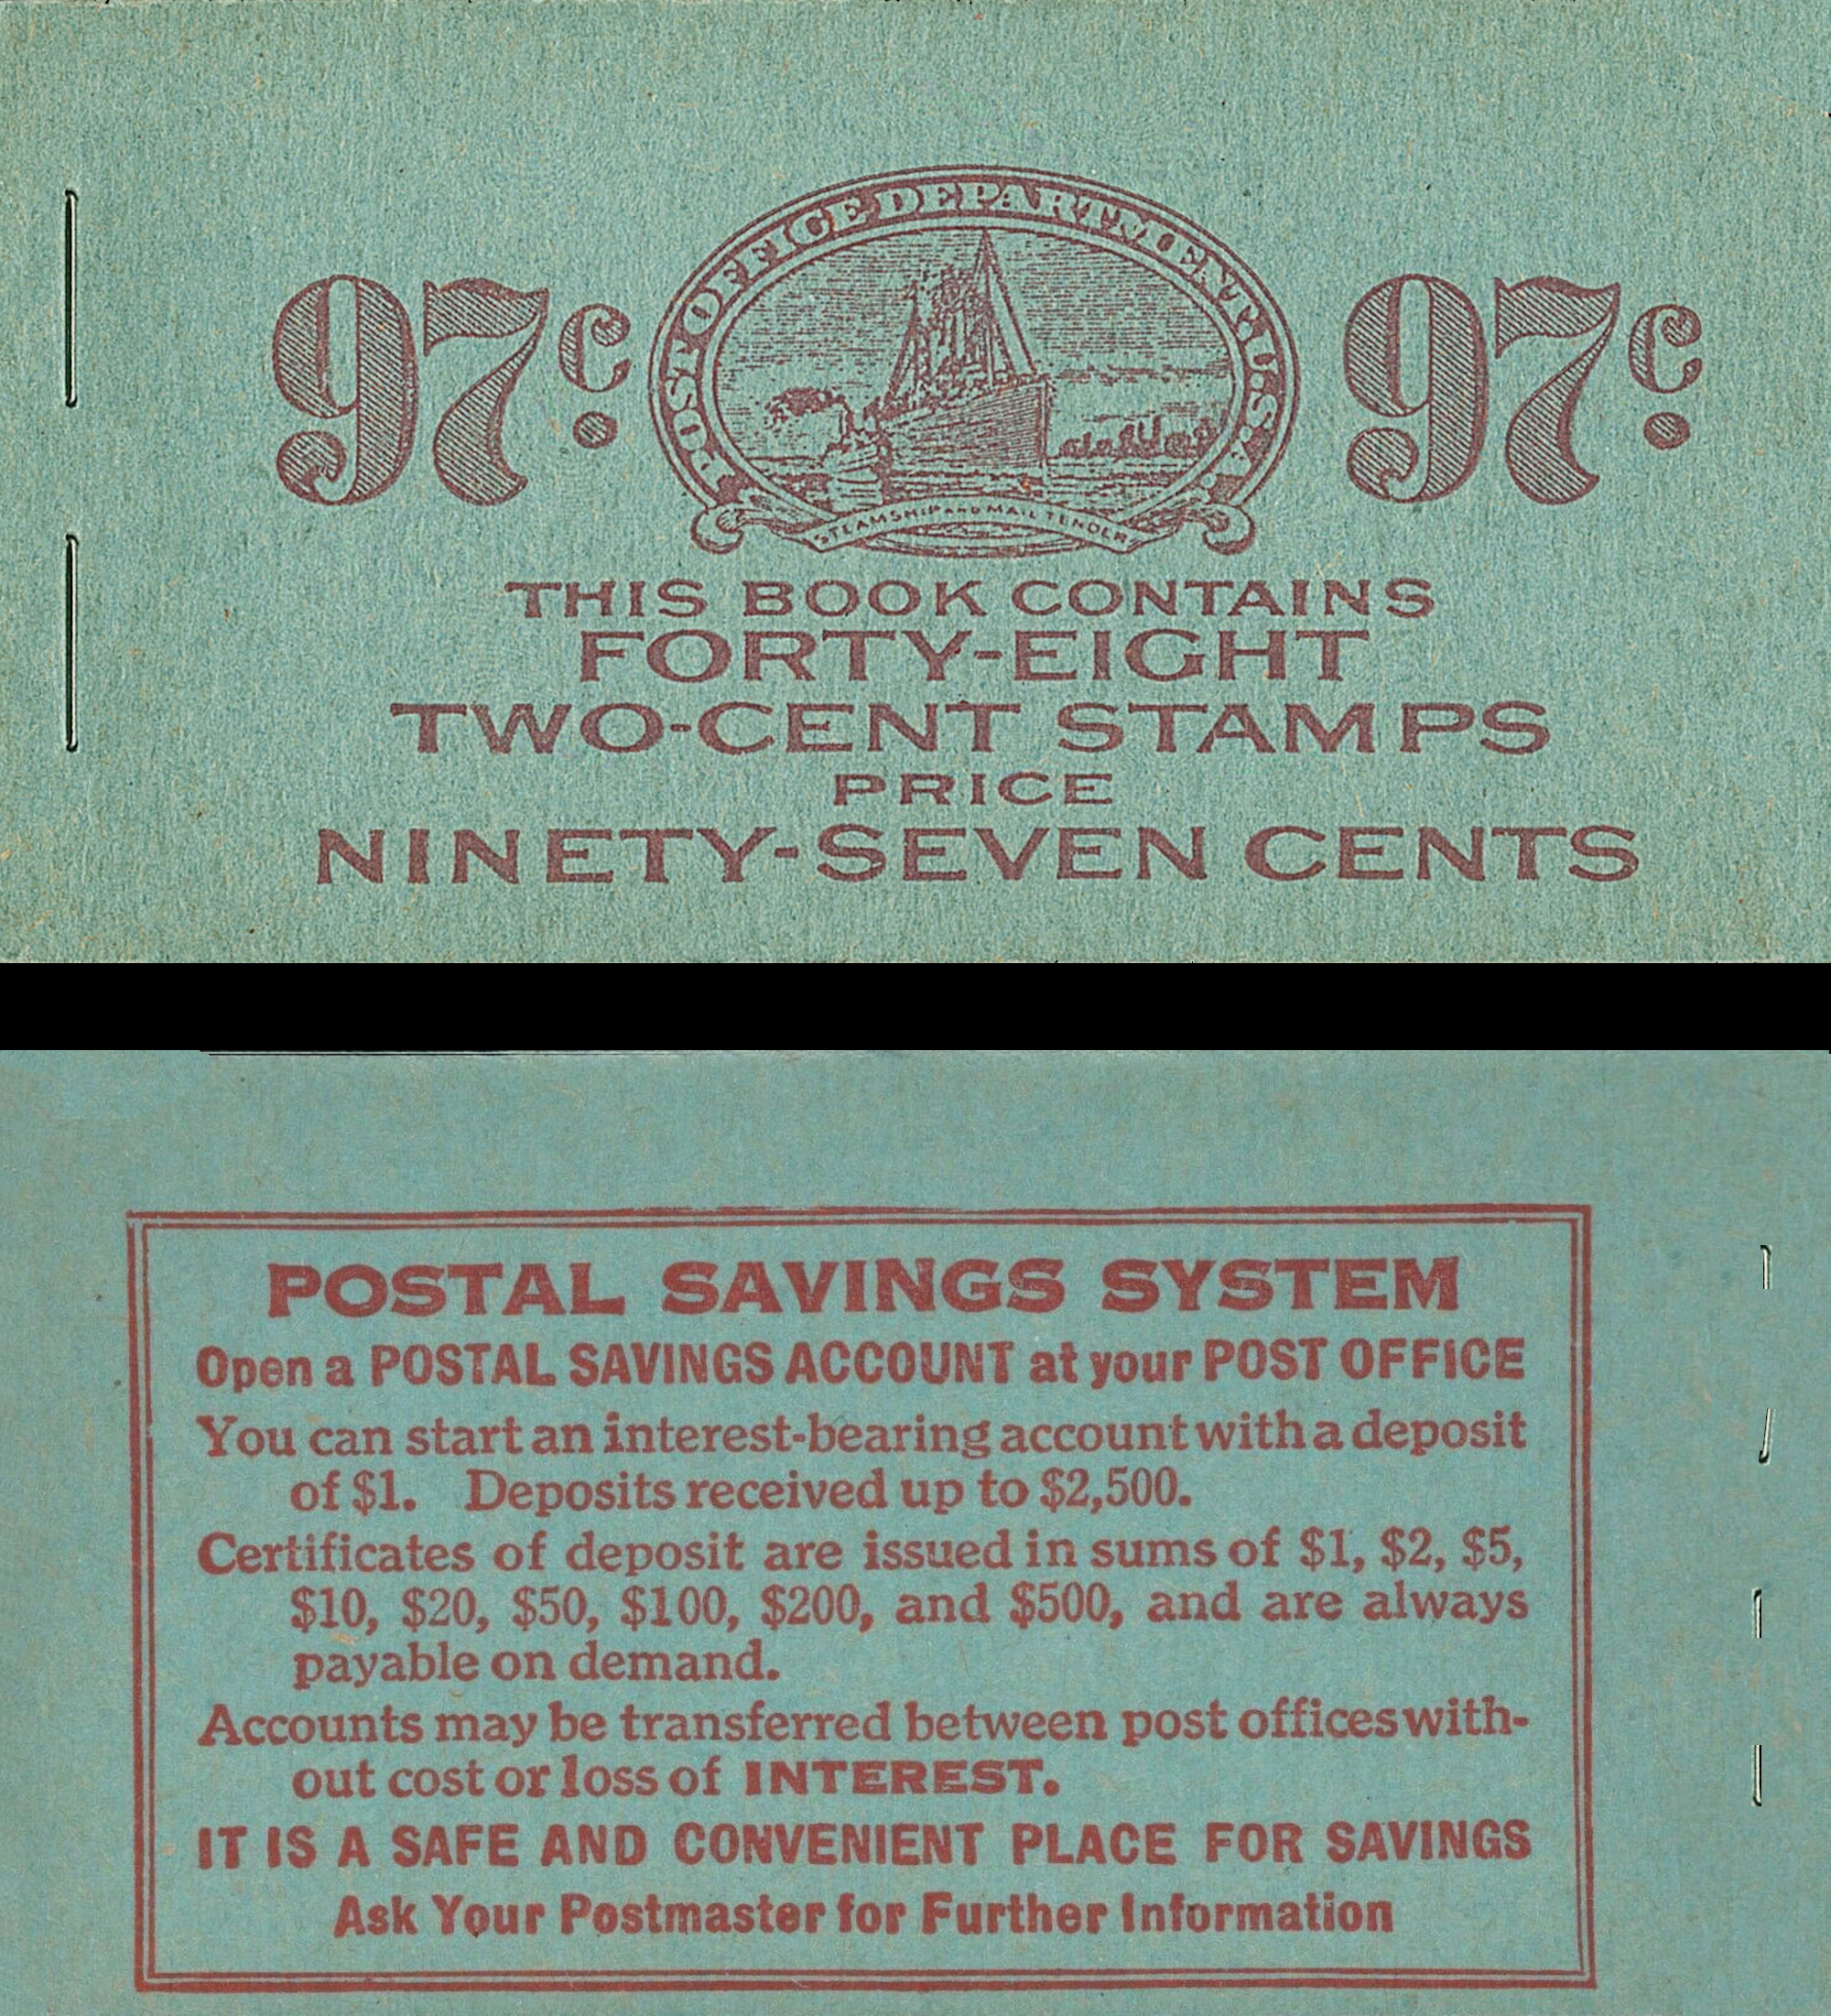 POST OFFICE DEPARTMENT U.S.A.
97c. 97c.
STEAMSHIP AND MAIL TENDER
THIS BOOK CONTAINS
FORTY-EIGHT
TWO-CENT STAMPS
PRICE
NINETY-SEVEN CENTS
POSTAL SAVINGS SYSTEM
Open a POSTAL SAVINGS ACCOUNT at your POST OFFICE
You can start an interest-bearing account with a deposit
of $1. Deposits received up to $2,500.
Certificates of deposit are issued in sums of $1, $2, $5,
$10, $20, $50, $100, $200, and $500, and are always
payable on demand.
Accounts may be transferred between post offices with-
out cost or loss of INTEREST.
IT IS A SAFE AND CONVENIENT PLACE FOR SAVINGS
Ask Your Postmaster for Further Information